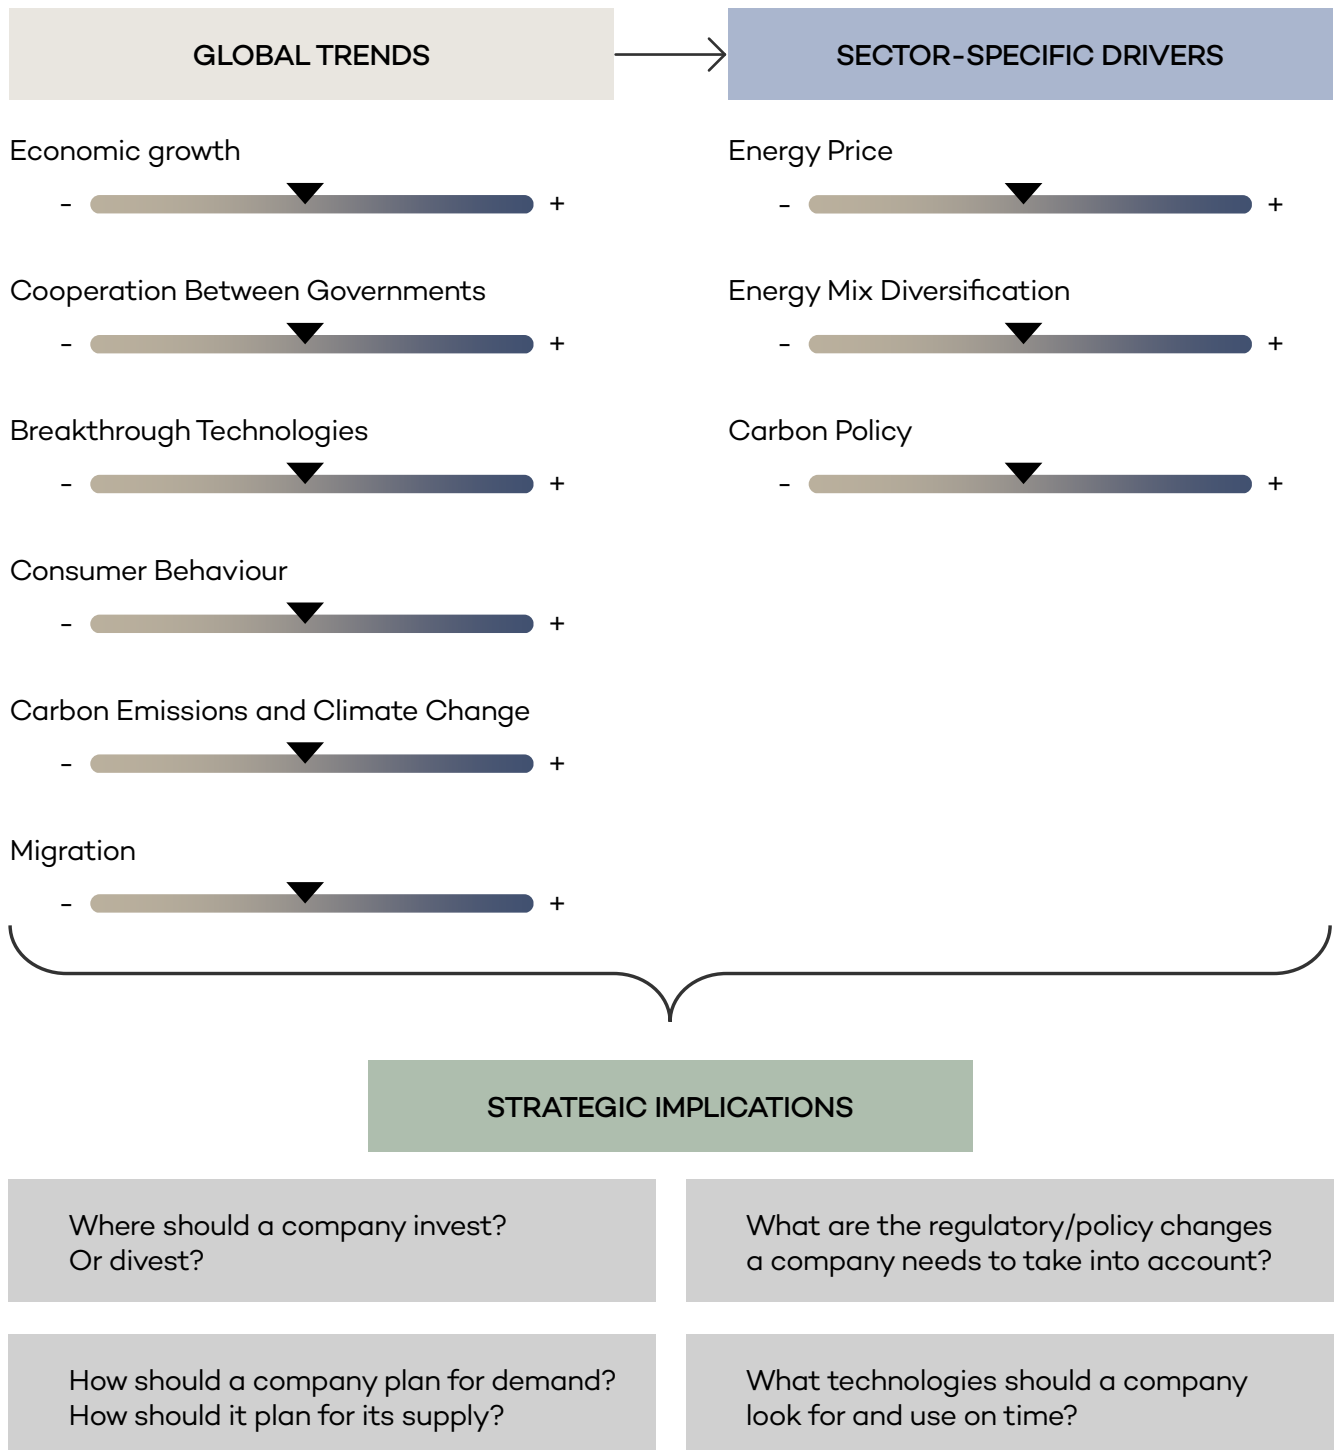 GLOBAL TRENDS
SECTOR-SPECIFIC DRIVERS
Economic growth
- +
Cooperation Between Governments
- +
Breakthrough Technologies
- +
Consumer Behaviour
- +
Carbon Emissions and Climate Change
- +
Migration
- +
Energy Price
- +
Energy Mix Diversification
- +
Carbon Policy
- +
STRATEGIC IMPLICATIONS
Where should a company invest?
Or divest?
What are the regulatory/policy changes
a company needs to take into account?
How should a company plan for demand?
How should it plan for its supply?
What technologies should a company
look for and use on time?